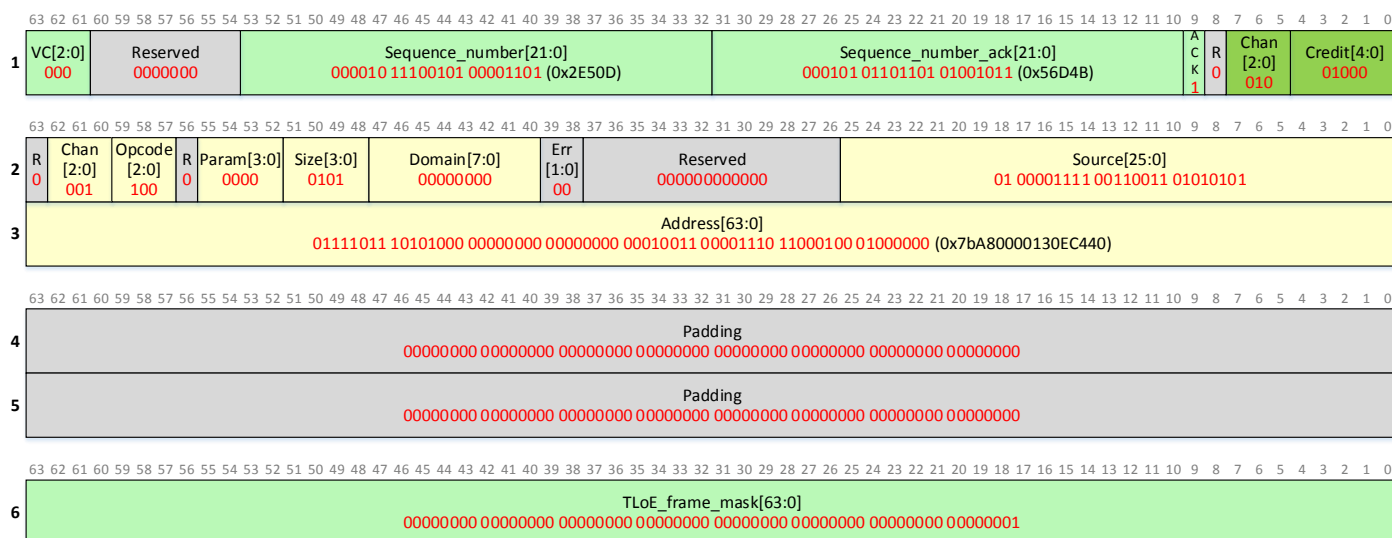 63 62 61 60 59 58 57 56 55 54 53 52 51 50 49 48 47 46 45 44 43 42 41 40 39 38 37 36 35 34 33 32 31 30 29 28 27 26 25 24 23 22 21 20 19 18 17 16 15 14 13 12 11 10 9 8 7 6 5 4 3 2 1 0
1
VC[2:0]
000
Reserved
0000000
Sequence_number[21:0]
000010 11100101 00001101 (0x2E50D)
Sequence_number_ack[21:0]
000101 01101101 01001011 (0x56D4B)
A
C
K
1
R
0
Chan
[2:0]
010
Credit[4:0]
01000
63 62 61 60 59 58 57 56 55 54 53 52 51 50 49 48 47 46 45 44 43 42 41 40 39 38 37 36 35 34 33 32 31 30 29 28 27 26 25 24 23 22 21 20 19 18 17 16 15 14 13 12 11 10 9 8 7 6 5 4 3 2 1 0
2
R
0
Chan
[2:0]
001
Opcode
[2:0]
100
R
0
Param[3:0]
0000
Size[3:0]
0101
Domain[7:0]
00000000
Err
[1:0]
00
Reserved
000000000000
Source[25:0]
01 00001111 00110011 01010101
3
Address[63:0]
01111011 10101000 00000000 00000000 00010011 00001110 11000100 01000000 (0x7bA80000130EC440)
63 62 61 60 59 58 57 56 55 54 53 52 51 50 49 48 47 46 45 44 43 42 41 40 39 38 37 36 35 34 33 32 31 30 29 28 27 26 25 24 23 22 21 20 19 18 17 16 15 14 13 12 11 10 9 8 7 6 5 4 3 2 1 0
4
Padding
00000000 00000000 00000000 00000000 00000000 00000000 00000000 00000000
5
Padding
00000000 00000000 00000000 00000000 00000000 00000000 00000000 00000000
63 62 61 60 59 58 57 56 55 54 53 52 51 50 49 48 47 46 45 44 43 42 41 40 39 38 37 36 35 34 33 32 31 30 29 28 27 26 25 24 23 22 21 20 19 18 17 16 15 14 13 12 11 10 9 8 7 6 5 4 3 2 1 0
6
TLoE_frame_mask[63:0]
00000000 00000000 00000000 00000000 00000000 00000000 00000000 00000001